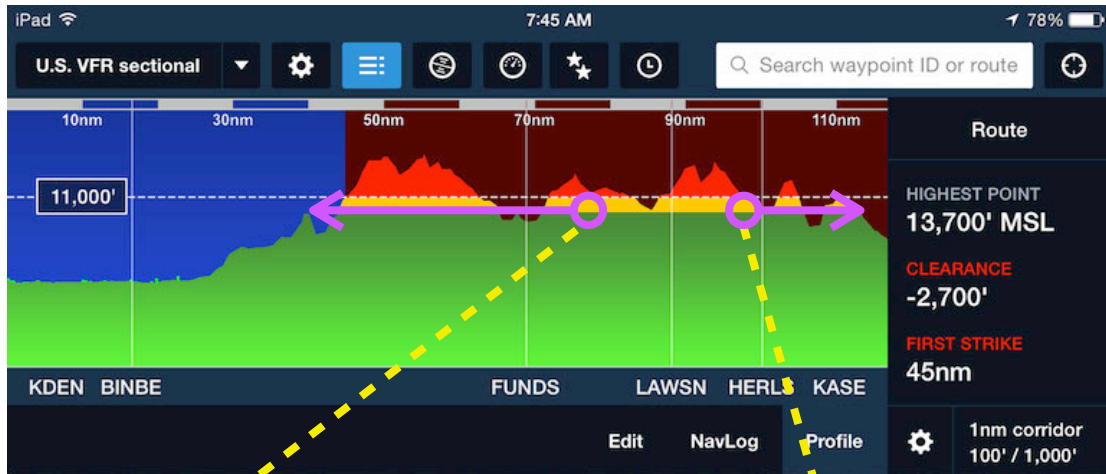 iPad 7:45 AM 78%
U.S. VFR sectional Search waypoint ID or route
10nm 30nm 50nm 70nm 90nm 110nm
11,000'
Route
HIGHEST POINT
13,700' MSL
CLEARANCE
-2,700'
FIRST STRIKE
45nm
KDEN BINBE FUNDS LAWSN HERLS KASE
Edit NavLog Profile
1nm corridor
100' / 1,000'